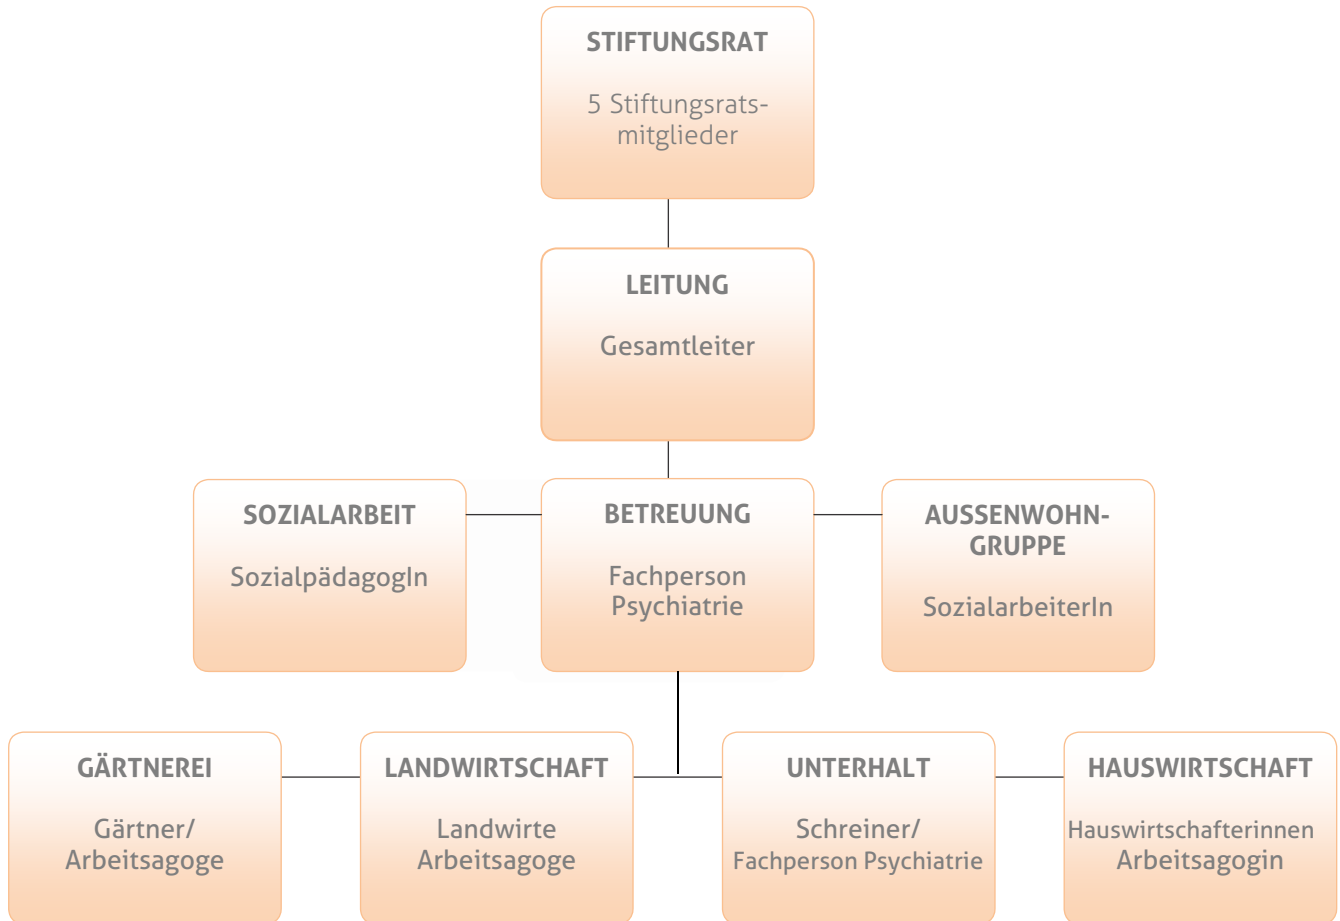 STIFTUNGSRAT
5 Stiftungsrats-
mitglieder
LEITUNG
Gesamtleiter
SOZIALARBEIT
SozialpädagogIn
BETREUUNG
Fachperson
Psychiatrie
AUSSENWOHN-
GRUPPE
SozialarbeiterIn
GÄRTNEREI
Gärtner/
Arbeitsagoge
LANDWIRTSCHAFT
Landwirte
Arbeitsagoge
UNTERHALT
Schreiner/
Fachperson Psychiatrie
HAUSWIRTSCHAFT
Hauswirtschafterinnen
Arbeitsagogin